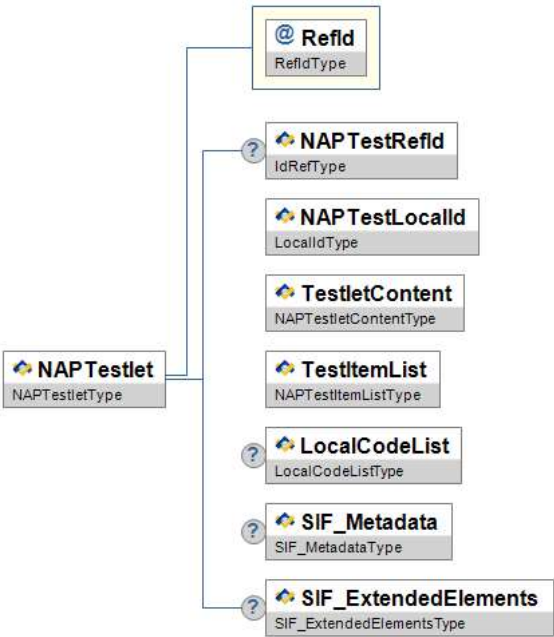 @ RefId
RefIdType
? NAPTestRefId
IdRefType
NAPTestLocalId
LocalIdType
TestletContent
NAPTestletContentType
NAPTestlet
NAPTestletType
TestItemList
NAPTestItemListType
? LocalCodeList
LocalCodeListType
? SIF_Metadata
SIF_MetadataType
? SIF_ExtendedElements
SIF_ExtendedElementsType